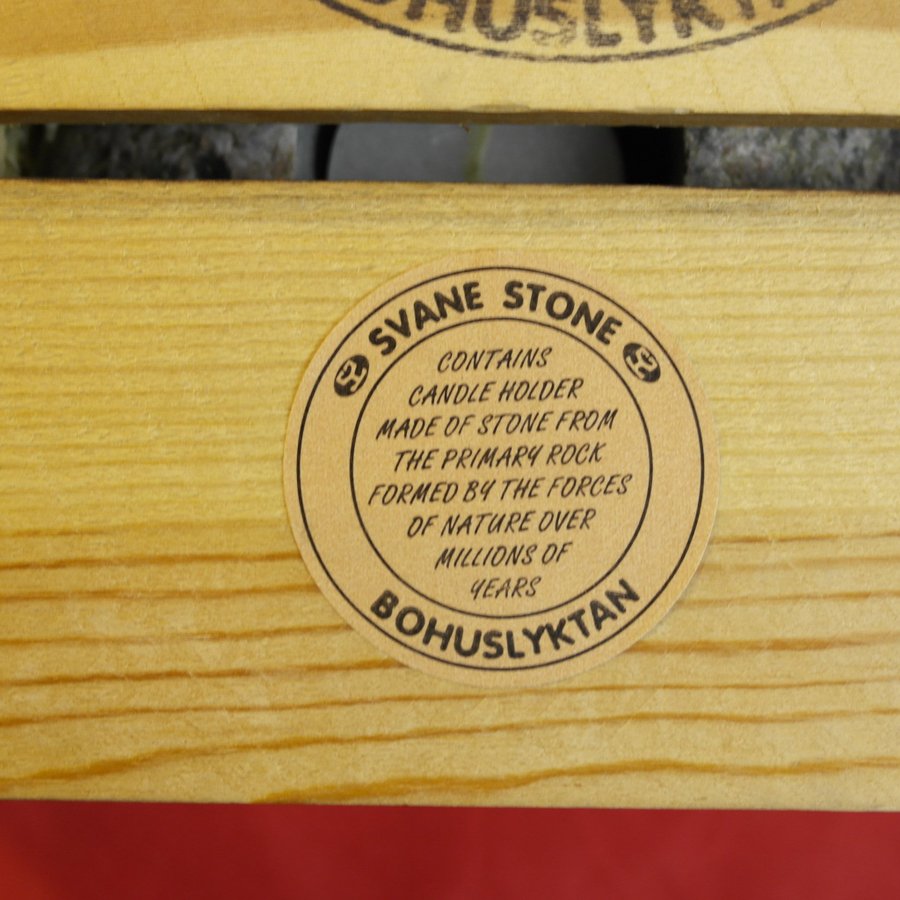 BOHUSLYKTAN
SVANE STONE
CONTAINS
CANDLE HOLDER
MADE OF STONE FROM
THE PRIMARY ROCK
FORMED BY THE FORCES
OF NATURE OVER
MILLIONS OF
YEARS
BOHUSLYKTAN